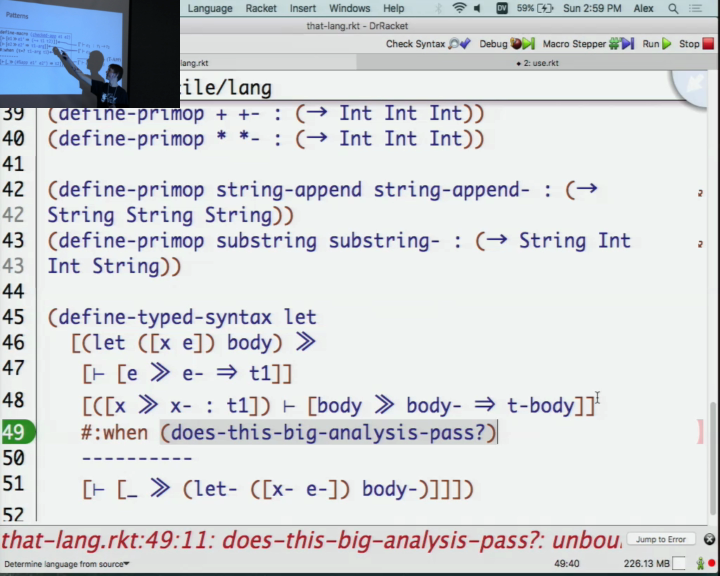 Language Racket Insert Windows Help 59% Sun 2:59 PM Alex
Patterns
that-lang.rkt - DrRacket
Check Syntax Debug Macro Stepper Run Stop
lang.rkt 2: use.rkt
ile/lang
39 (define-primop + +- : (→ Int Int Int))
40 (define-primop * *- : (→ Int Int Int))
41
42 (define-primop string-append string-append- : (→
42 String String String))
43 (define-primop substring substring- : (→ String Int
43 Int String))
44
45 (define-typed-syntax let
46 [(let ([x e]) body) ≫
47 [⊢ [e ≫ e- ⇒ t1]]
48 [([x ≫ x- : t1]) ⊢ [body ≫ body- ⇒ t-body]]
49 #:when (does-this-big-analysis-pass?)
50 ----------
51 [⊢ [_ ≫ (let- ([x- e-]) body-)]]])
52
that-lang.rkt:49:11: does-this-big-analysis-pass?: unbou
Jump to Error
Determine language from source 49:40 226.13 MB